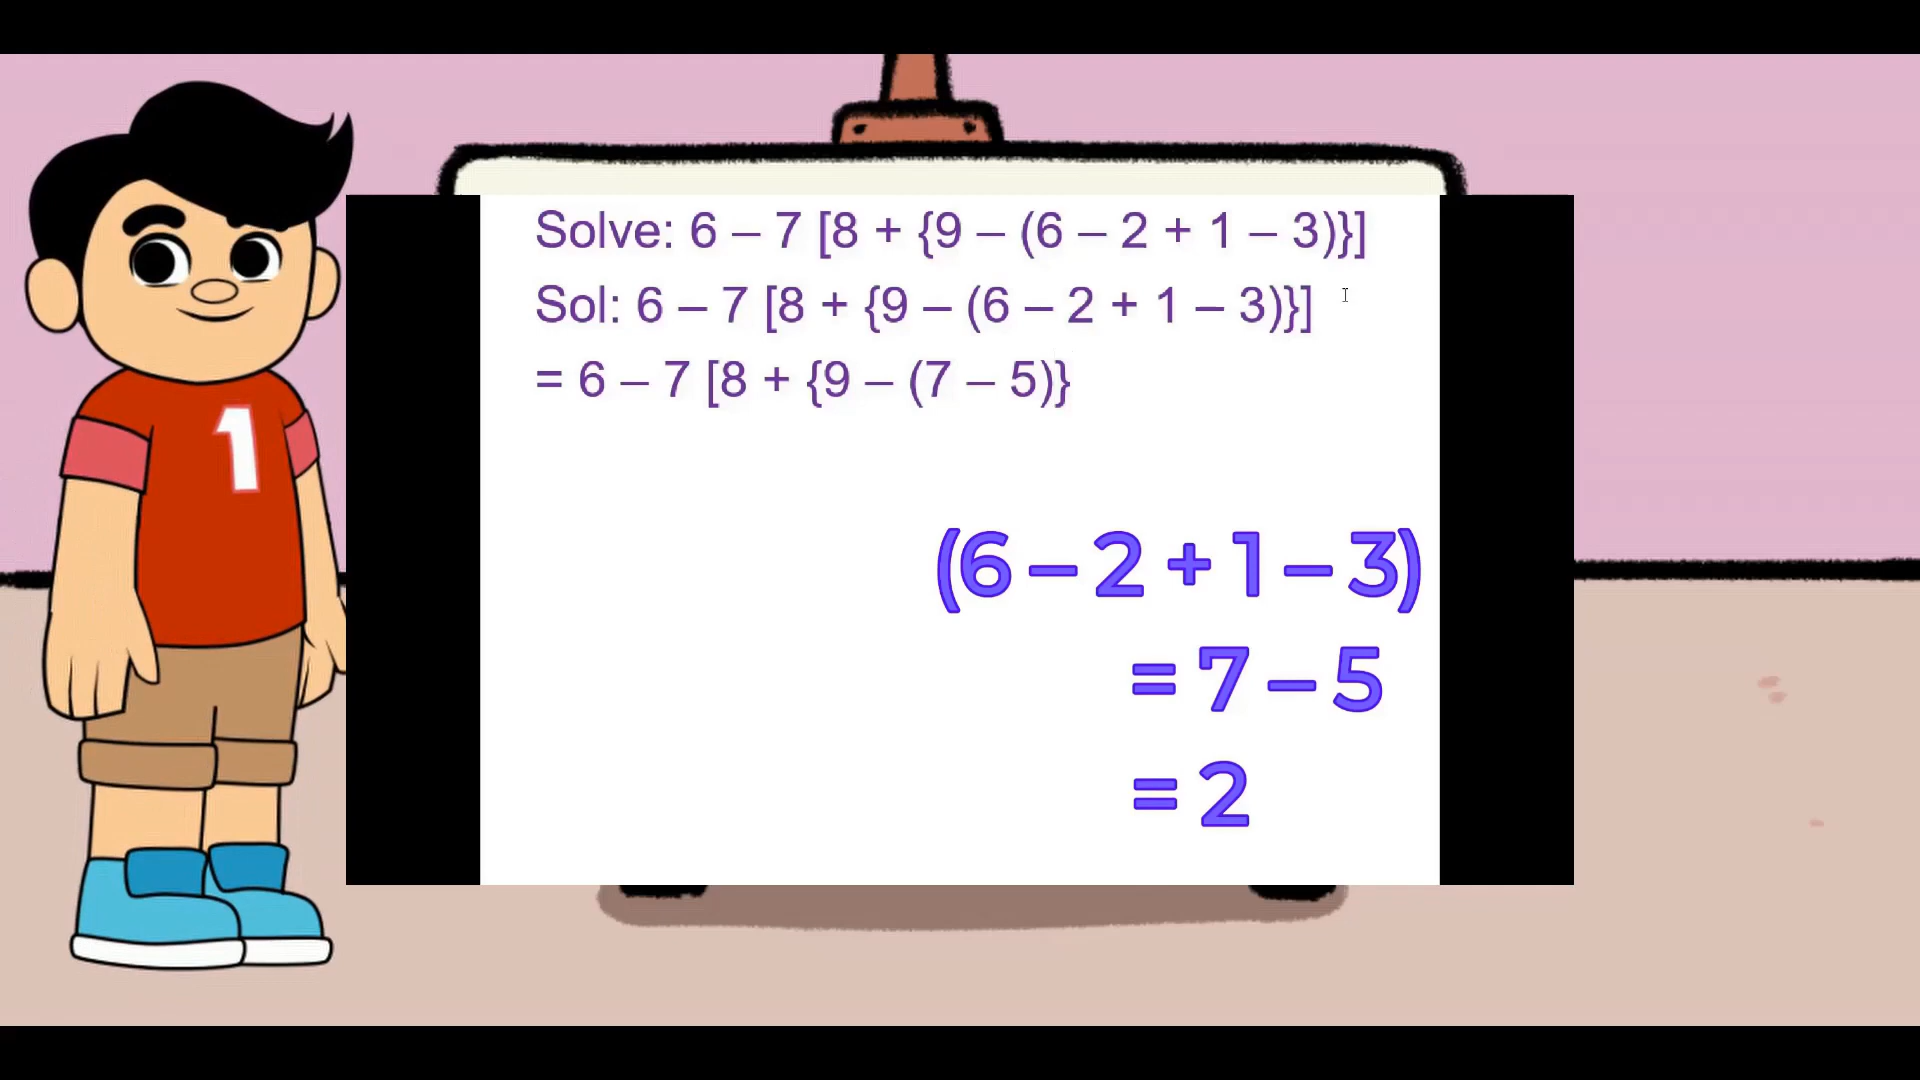 1
Solve: 6 – 7 [8 + {9 – (6 – 2 + 1 – 3)}]
Sol: 6 – 7 [8 + {9 – (6 – 2 + 1 – 3)}]
= 6 – 7 [8 + {9 – (7 – 5)}
(6 – 2 + 1 – 3)
= 7 – 5
= 2